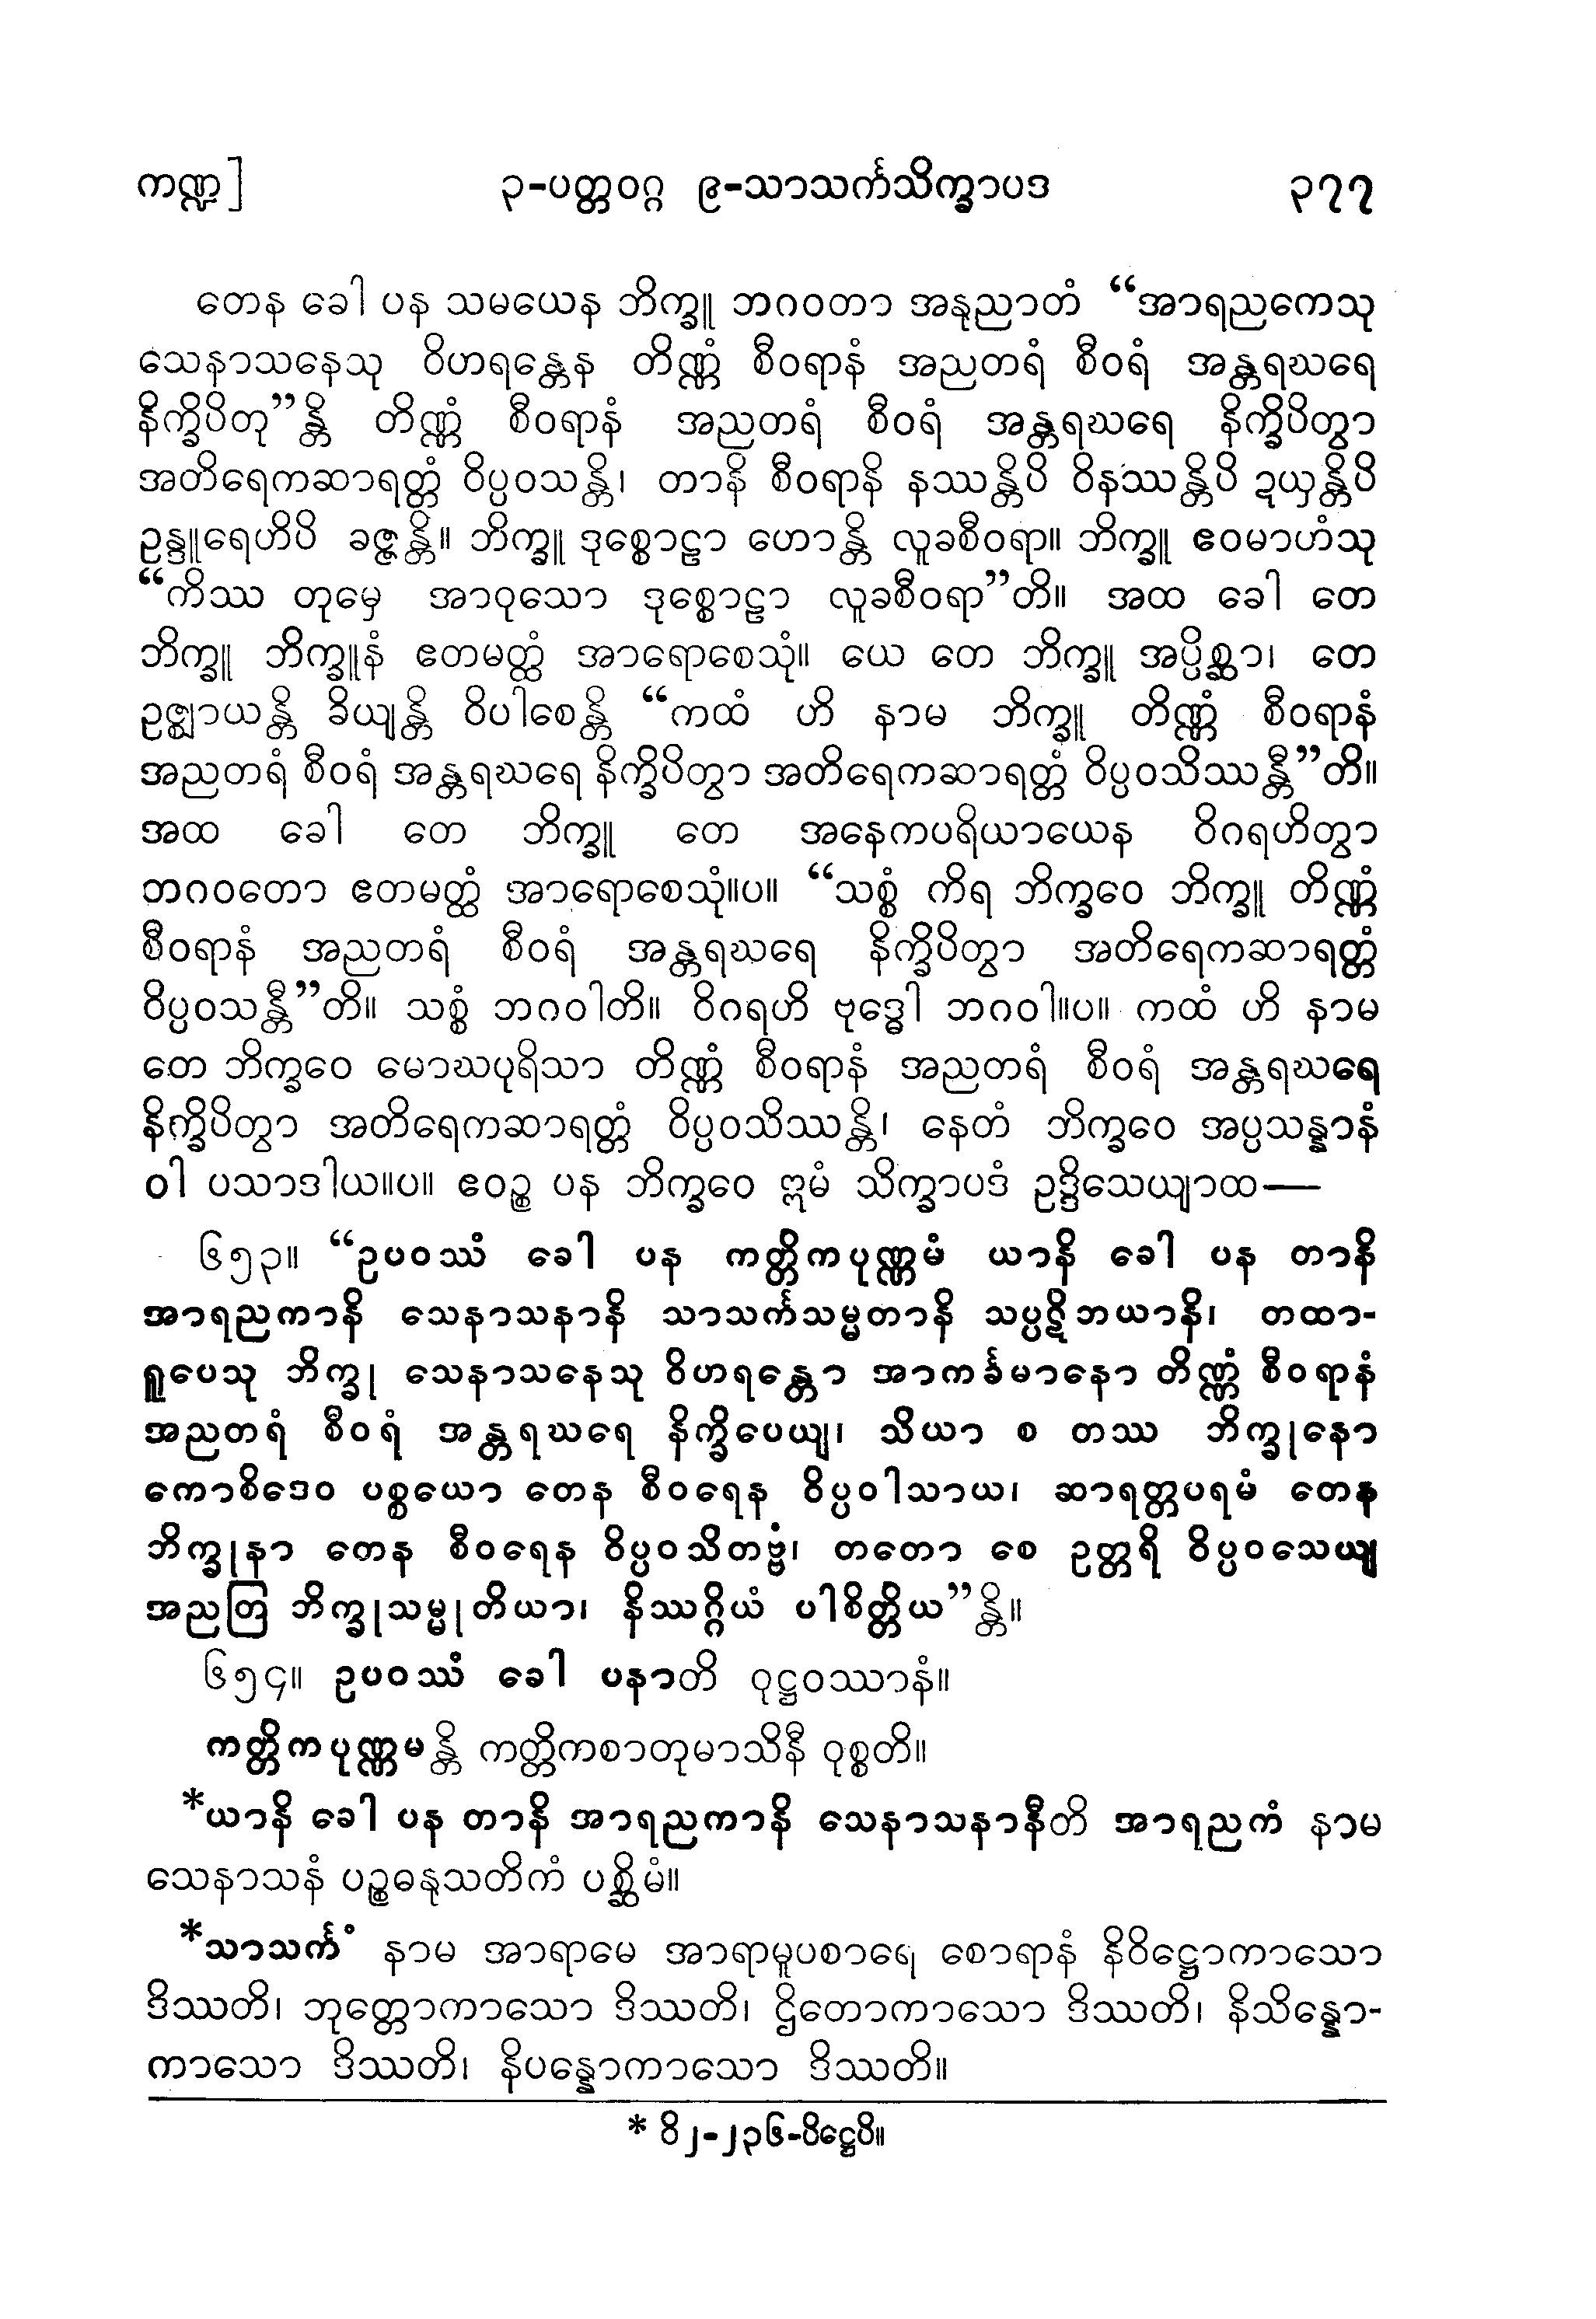 ကဏ္ဍ] ၃-ပတ္တဝဂ္ဂ ၉-သာသင်္ကသိက္ခာပဒ ၃၇၇
တေန ခေါ ပန သမယေန ဘိက္ခူ ဘဂဝတာ အနုညာတံ “အာရညကေသု
သေနာသနေသု ဝိဟရန္တေန တိဏ္ဏံ စီဝရာနံ အညတရံ စီဝရံ အန္တရဃရေ
နိက္ခိပိတု”န္တိ တိဏ္ဏံ စီဝရာနံ အညတရံ စီဝရံ အန္တရဃရေ နိက္ခိပိတွာ
အတိရေကဆာရတ္တံ ဝိပ္ပဝသန္တိ၊ တာနိ စီဝရာနိ နဿန္တိပိ ဝိနဿန္တိပိ ဍယှန္တိပိ
ဥန္ဒူရေဟိပိ ခဇ္ဇန္တိ။ ဘိက္ခူ ဒုစ္စောဠာ ဟောန္တိ လူခစီဝရာ။ ဘိက္ခူ ဧဝမာဟံသု
“ကိဿ တုမှေ အာဝုသော ဒုစ္စောဠာ လူခစီဝရာ”တိ။ အထ ခေါ တေ
ဘိက္ခူ ဘိက္ခူနံ ဧတမတ္ထံ အာရောစေသုံ။ ယေ တေ ဘိက္ခူ အပ္ပိစ္ဆာ၊ တေ
ဥဇ္ဈာယန္တိ ခိယျန္တိ ဝိပါစေန္တိ “ကထံ ဟိ နာမ ဘိက္ခူ တိဏ္ဏံ စီဝရာနံ
အညတရံ စီဝရံ အန္တရဃရေ နိက္ခိပိတွာ အတိရေကဆာရတ္တံ ဝိပ္ပဝသိဿန္တီ”တိ။
အထ ခေါ တေ ဘိက္ခူ တေ အနေကပရိယာယေန ဝိဂရဟိတွာ
ဘဂဝတော ဧတမတ္ထံ အာရောစေသုံ။ပ။ “သစ္စံ ကိရ ဘိက္ခဝေ ဘိက္ခူ တိဏ္ဏံ
စီဝရာနံ အညတရံ စီဝရံ အန္တရဃရေ နိက္ခိပိတွာ အတိရေကဆာရတ္တံ
ဝိပ္ပဝသန္တီ”တိ။ သစ္စံ ဘဂဝါတိ။ ဝိဂရဟိ ဗုဒ္ဓေါ ဘဂဝါ။ပ။ ကထံ ဟိ နာမ
တေ ဘိက္ခဝေ မောဃပုရိသာ တိဏ္ဏံ စီဝရာနံ အညတရံ စီဝရံ အန္တရဃရေ
နိက္ခိပိတွာ အတိရေကဆာရတ္တံ ဝိပ္ပဝသိဿန္တိ၊ နေတံ ဘိက္ခဝေ အပ္ပသန္နာနံ
ဝါ ပသာဒါယ။ပ။ ဧဝဉ္စ ပန ဘိက္ခဝေ ဣမံ သိက္ခာပဒံ ဥဒ္ဒိသေယျာထ—
၆၅၃။ “ဥပဝဿံ ခေါ ပန ကတ္တိကပုဏ္ဏမံ ယာနိ ခေါ ပန တာနိ
အာရညကာနိ သေနာသနာနိ သာသင်္ကသမ္မတာနိ သပ္ပဋိဘယာနိ၊ တထာ-
ရူပေသု ဘိက္ခု သေနာသနေသု ဝိဟရန္တော အာကင်္ခမာနော တိဏ္ဏံ စီဝရာနံ
အညတရံ စီဝရံ အန္တရဃရေ နိက္ခိပေယျ၊ သိယာ စ တဿ ဘိက္ခုနော
ကောစိဒေဝ ပစ္စယော တေန စီဝရေန ဝိပ္ပဝါသာယ၊ ဆာရတ္တပရမံ တေန
ဘိက္ခုနာ တေန စီဝရေန ဝိပ္ပဝသိတဗ္ဗံ၊ တတော စေ ဥတ္တရိ ဝိပ္ပဝသေယျ
အညတြ ဘိက္ခုသမ္မုတိယာ၊ နိဿဂ္ဂိယံ ပါစိတ္တိယ”န္တိ။
၆၅၄။ ဥပဝဿံ ခေါ ပနာတိ ဝုဋ္ဌဝဿာနံ။
ကတ္တိကပုဏ္ဏမန္တိ ကတ္တိကစာတုမာသိနီ ဝုစ္စတိ။
*ယာနိ ခေါ ပန တာနိ အာရညကာနိ သေနာသနာနီတိ အာရညကံ နာမ
သေနာသနံ ပဉ္စဓနုသတိကံ ပစ္ဆိမံ။
*သာသင်္ကံ နာမ အာရာမေ အာရာမူပစာရေ စောရာနံ နိဝိဋ္ဌောကာသော
ဒိဿတိ၊ ဘုတ္တောကာသော ဒိဿတိ၊ ဌိတောကာသော ဒိဿတိ၊ နိသိန္နော-
ကာသော ဒိဿတိ၊ နိပန္နောကာသော ဒိဿတိ။
* ဝိ၂-၂၃၆-ပိဋ္ဌေပိ။